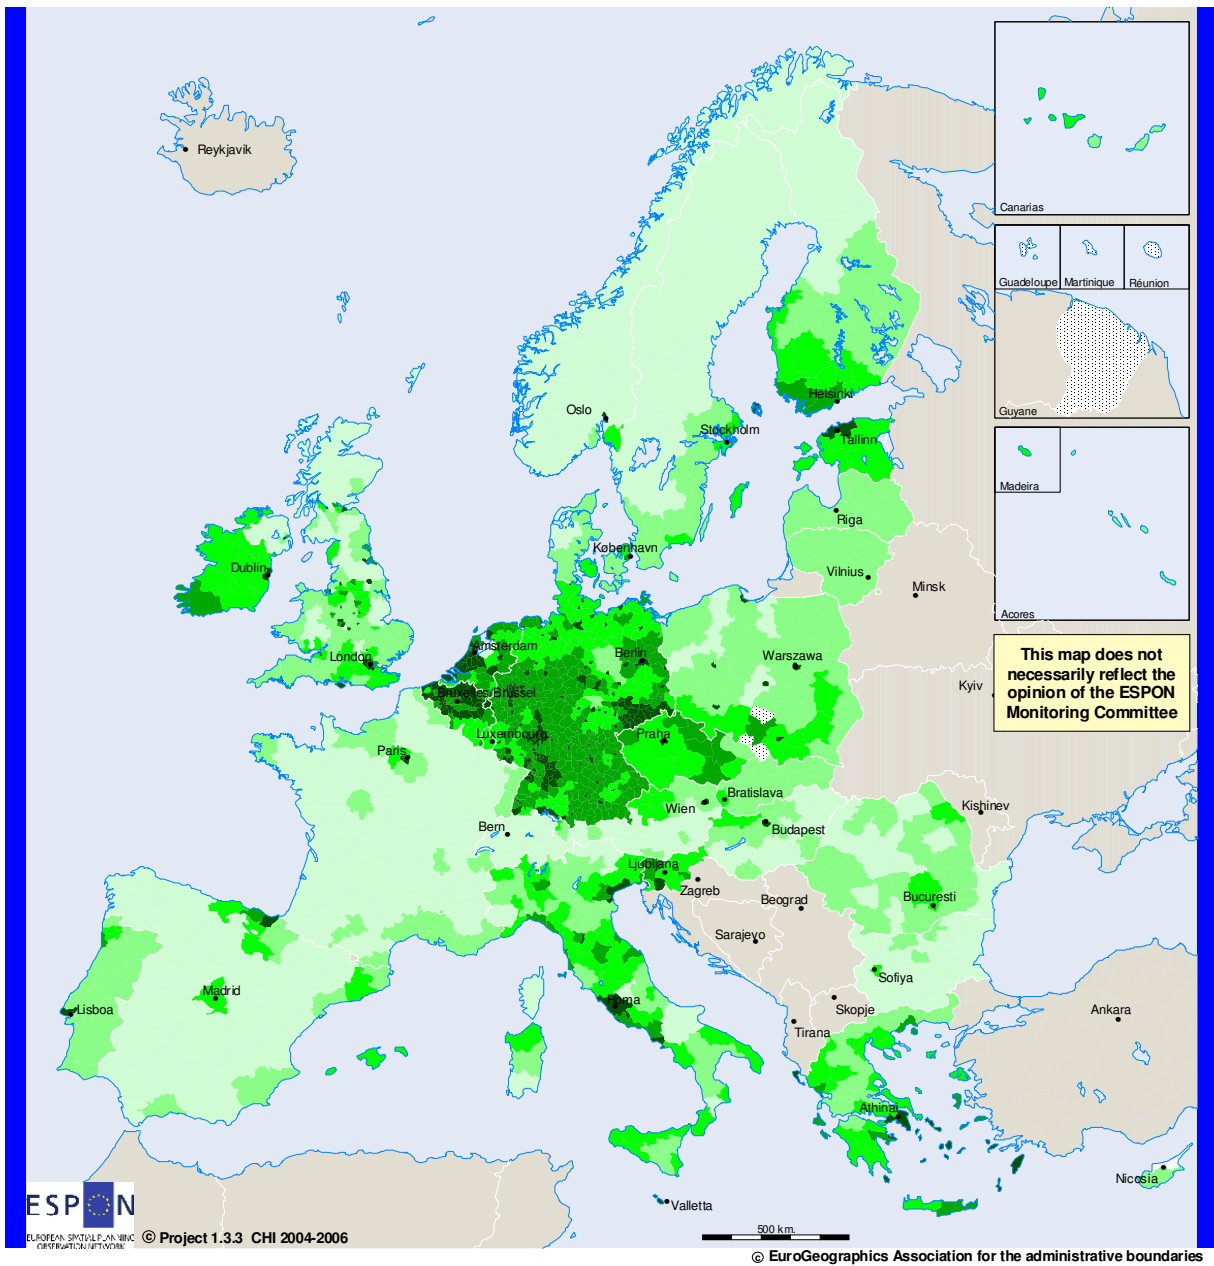 Reykjavik
Canarias
Guadeloupe
Martinique
Réunion
Guyane
Madeira
Acores
This map does not
necessarily reflect the
opinion of the ESPON
Monitoring Committee
Oslo
Stockholm
Helsinki
Tallinn
Riga
Vilnius
Minsk
København
Dublin
London
Amsterdam
Berlin
Warszawa
Kyiv
Bruxelles/Brüssel
Luxembourg
Praha
Paris
Wien
Bratislava
Kishinev
Bern
Budapest
Ljubljana
Zagreb
Beograd
Bucuresti
Sarajevo
Sofiya
Madrid
Lisboa
Roma
Skopje
Tirana
Ankara
Athinai
Nicosia
Valletta
500 km.
ESPON
EUROPEAN SPATIAL PLANNING
OBSERVATION NETWORK
© Project 1.3.3 CHI 2004-2006
© EuroGeographics Association for the administrative boundaries